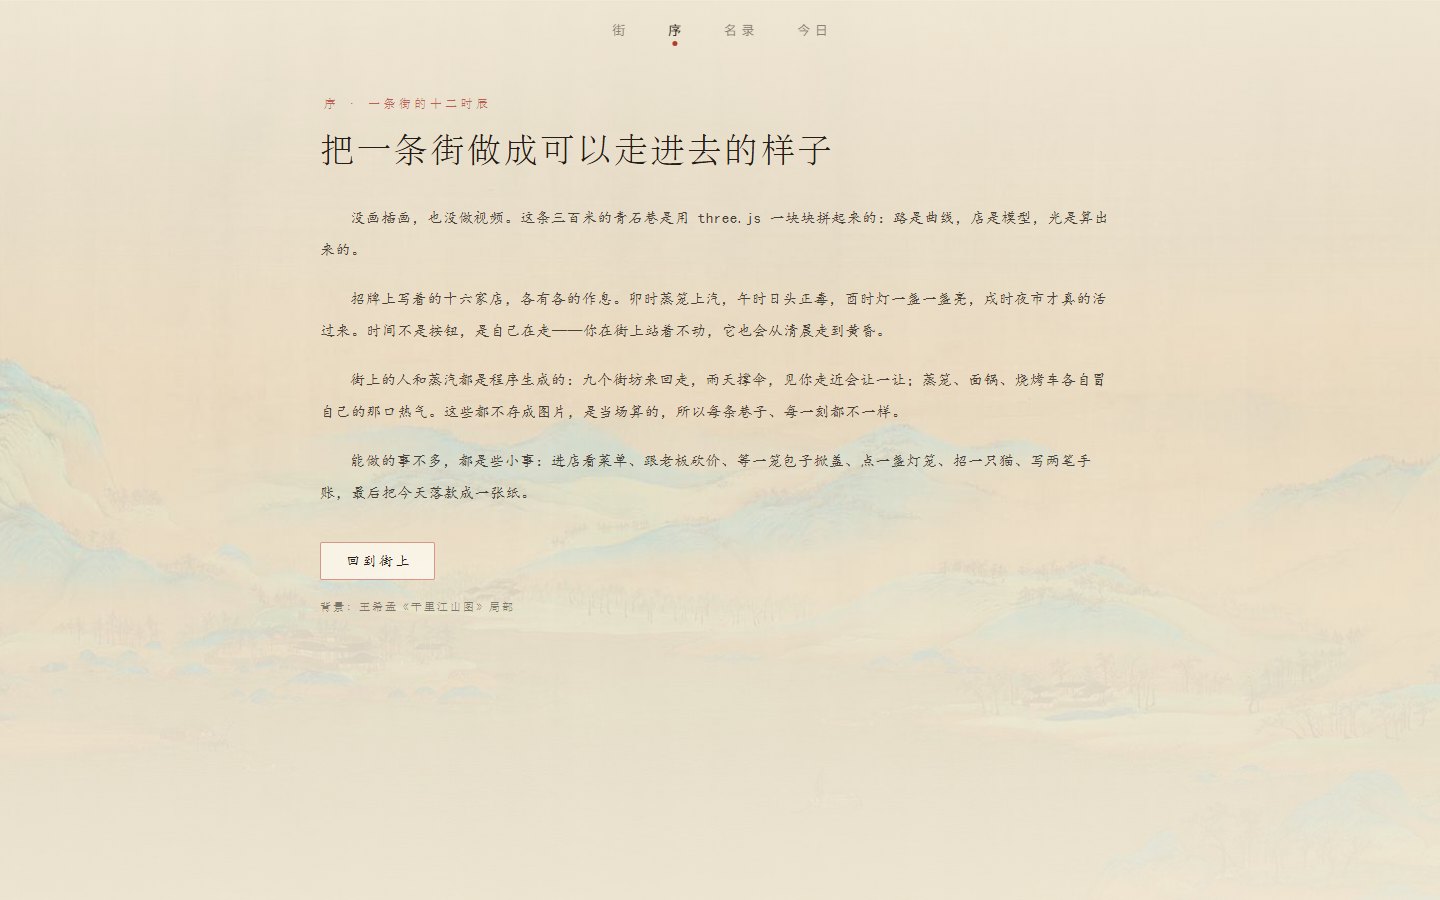 街 序 名录 今日
序 · 一条街的十二时辰
把一条街做成可以走进去的样子
没画插画，也没做视频。这条三百米的青石巷是用 three.js 一块块拼起来的：路是曲线，店是模型，光是算出
来的。
招牌上写着的十六家店，各有各的作息。卯时蒸笼上汽，午时日头正毒，酉时灯一盏一盏亮，戌时夜市才真的活
过来。时间不是按钮，是自己在走——你在街上站着不动，它也会从清晨走到黄昏。
街上的人和蒸汽都是程序生成的：九个街坊来回走，雨天撑伞，见你走近会让一让；蒸笼、面锅、烧烤车各自冒
自己的那口热气。这些都不存成图片，是当场算的，所以每条巷子、每一刻都不一样。
能做的事不多，都是些小事：进店看菜单、跟老板砍价、等一笼包子掀盖、点一盏灯笼、招一只猫、写两笔手
账，最后把今天落款成一张纸。
回到街上
背景：王希孟《千里江山图》局部